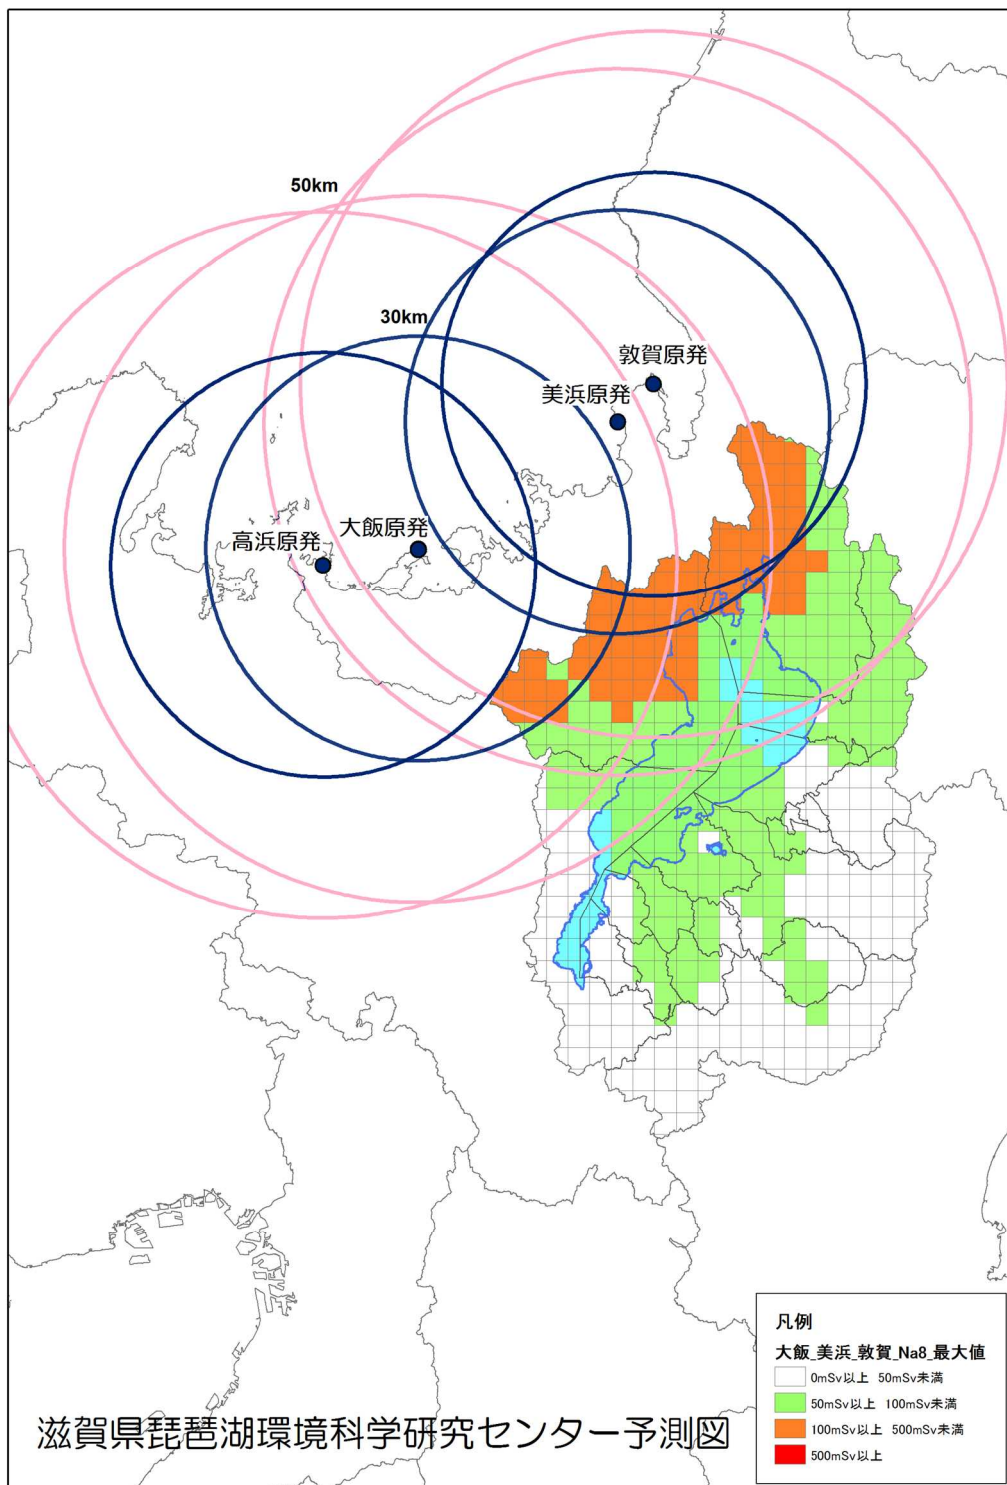 50km
30km
敦賀原発
美浜原発
大飯原発
高浜原発
凡例
大飯_美浜_敦賀_Na8_最大値
0mSv以上 50mSv未満
50mSv以上 100mSv未満
100mSv以上 500mSv未満
500mSv以上
滋賀県琵琶湖環境科学研究センター予測図